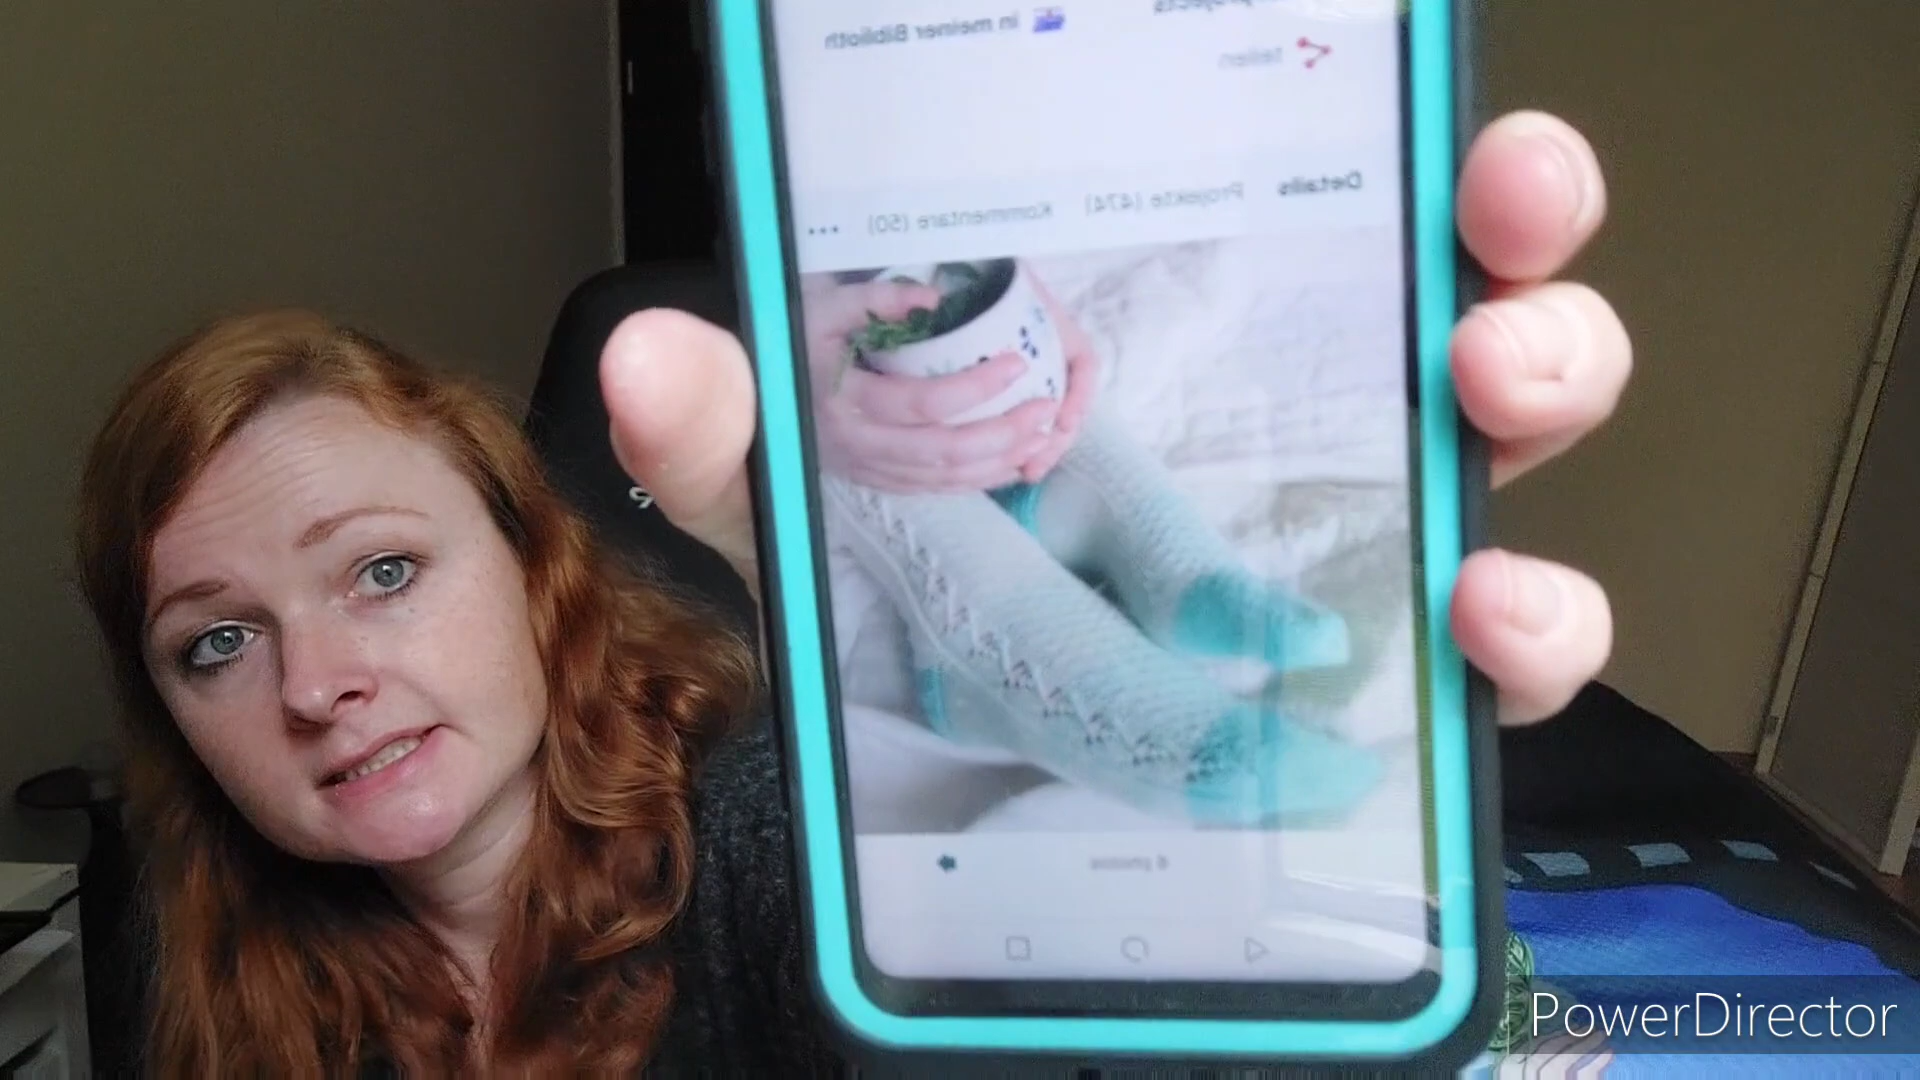 in meiner Biblioth
teilen
Details Projekte (474) Kommentare (50) •••
PowerDirector